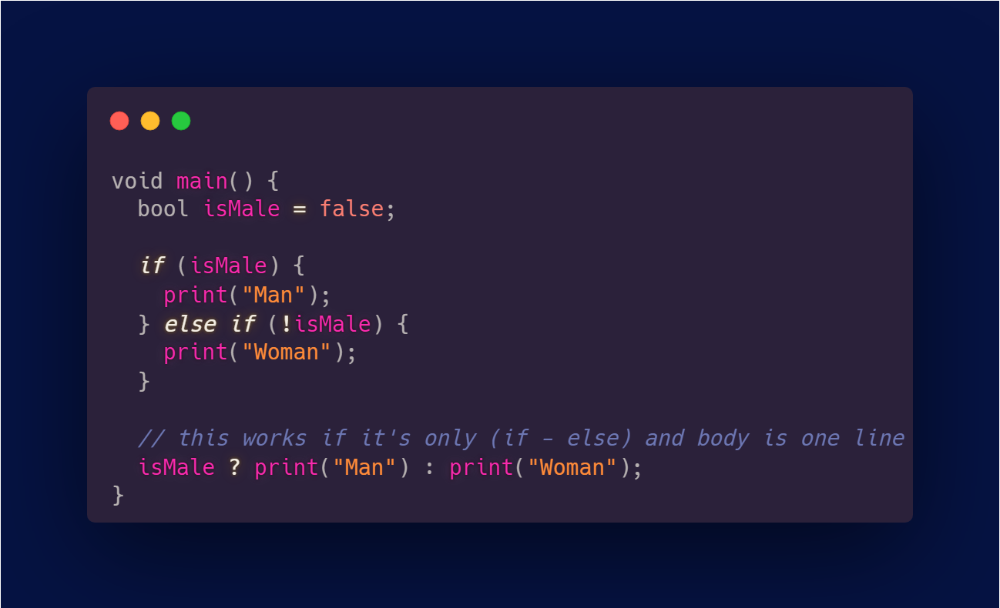 void main() {
  bool isMale = false;

  if (isMale) {
    print("Man");
  } else if (!isMale) {
    print("Woman");
  }

  // this works if it's only (if – else) and body is one line
  isMale ? print("Man") : print("Woman");
}